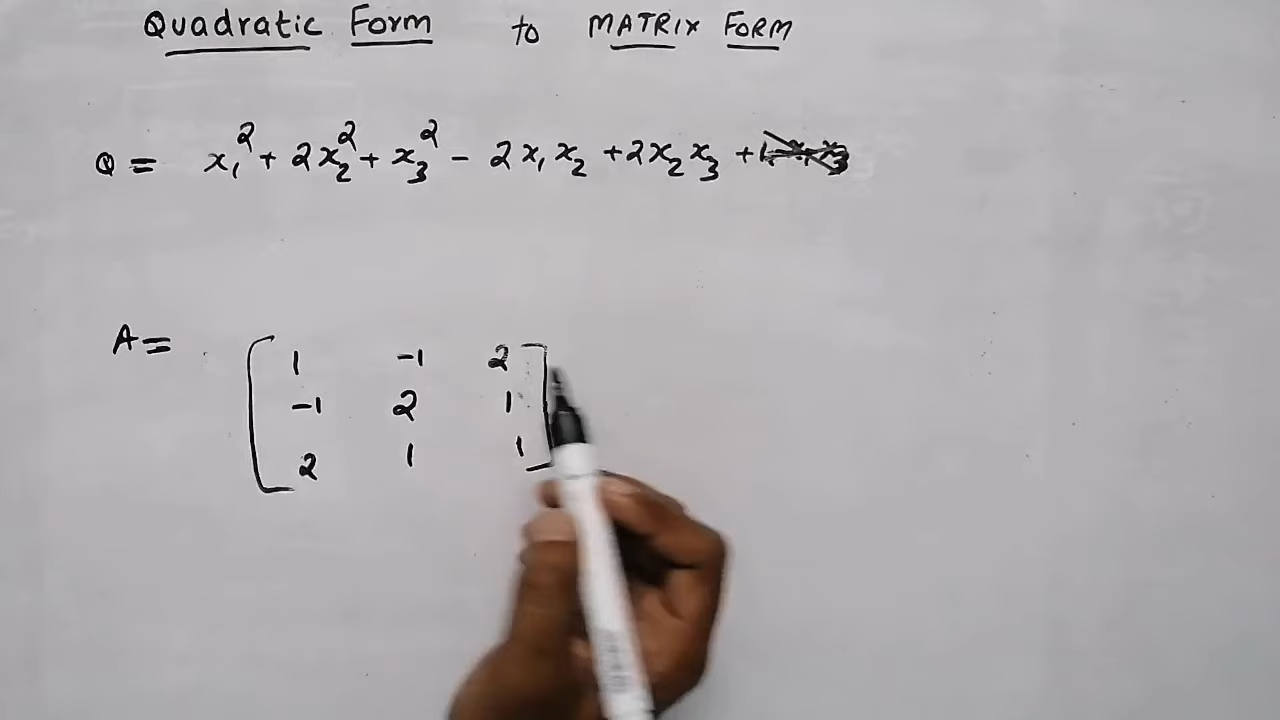 Quadratic Form to MATRIX FORM
Q = x₁² + 2x₂² + x₃² - 2x₁x₂ + 2x₂x₃ +
A =
1 -1 2
-1 2 1
2 1 1